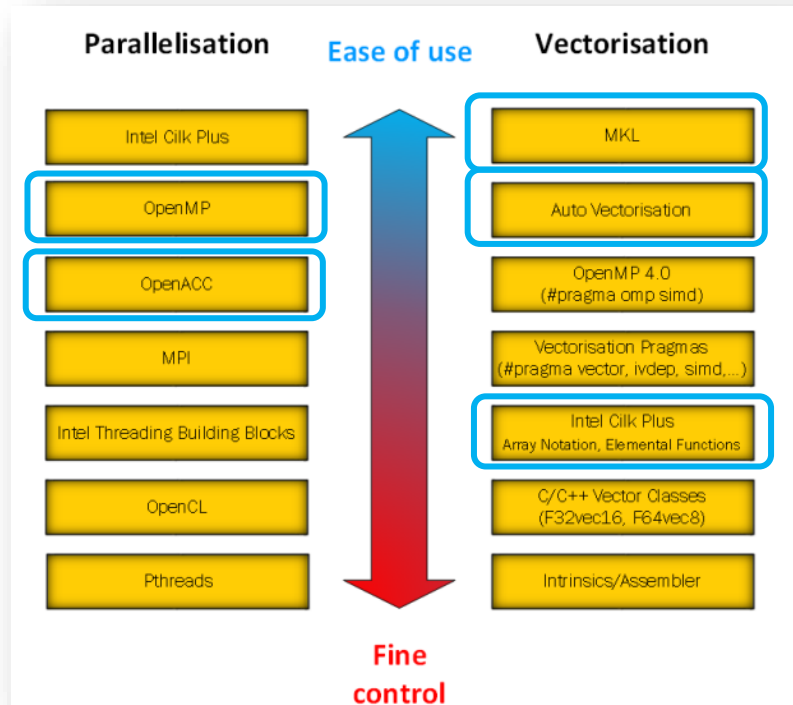 Parallelisation
Ease of use
Vectorisation
Intel Cilk Plus
OpenMP
OpenACC
MPI
Intel Threading Building Blocks
OpenCL
Pthreads
MKL
Auto Vectorisation
OpenMP 4.0
(#pragma omp simd)
Vectorisation Pragmas
(#pragma vector, ivdep, simd,...)
Intel Cilk Plus
Array Notation, Elemental Functions
C/C++ Vector Classes
(F32vec16, F64vec8)
Intrinsics/Assembler
Fine
control